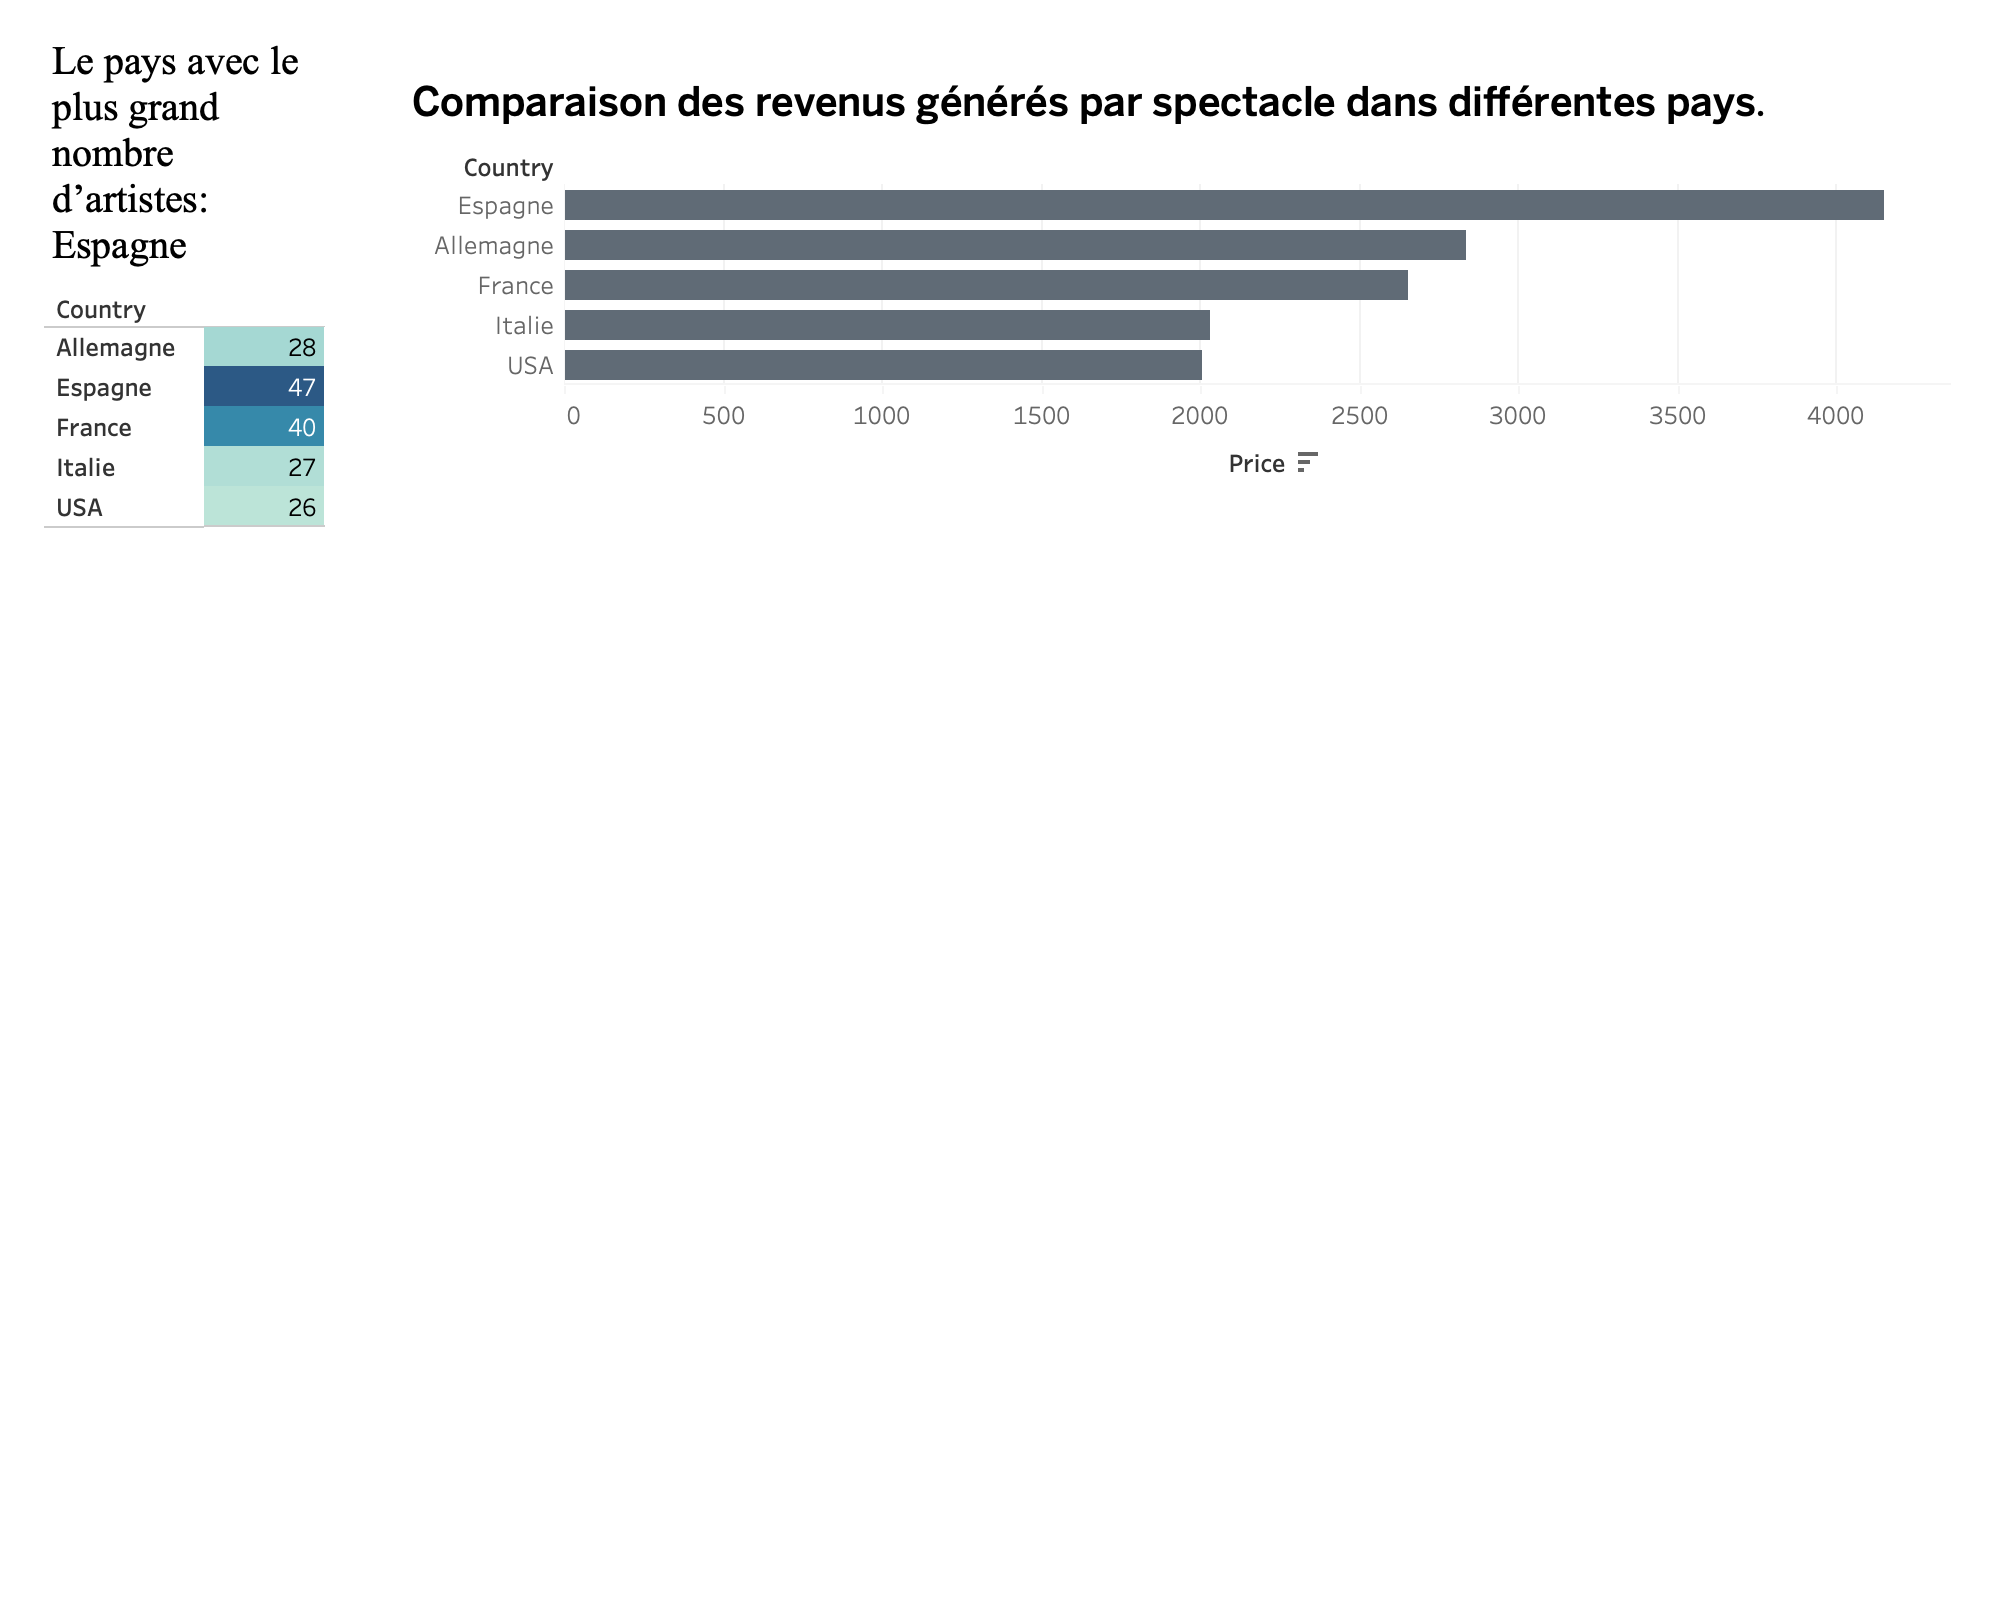 Le pays avec le
plus grand
nombre
d’artistes:
Espagne
Country
Allemagne 28
Espagne 47
France 40
Italie 27
USA 26
Comparaison des revenus générés par spectacle dans différentes pays.
Country
Espagne
Allemagne
France
Italie
USA
0 500 1000 1500 2000 2500 3000 3500 4000
Price